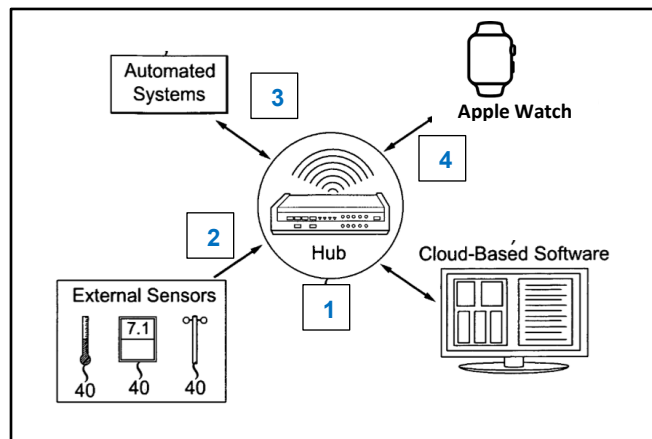 Automated
Systems
3
Apple Watch
4
2
Hub
Cloud-Based Software
1
External Sensors
7.1
40 40 40